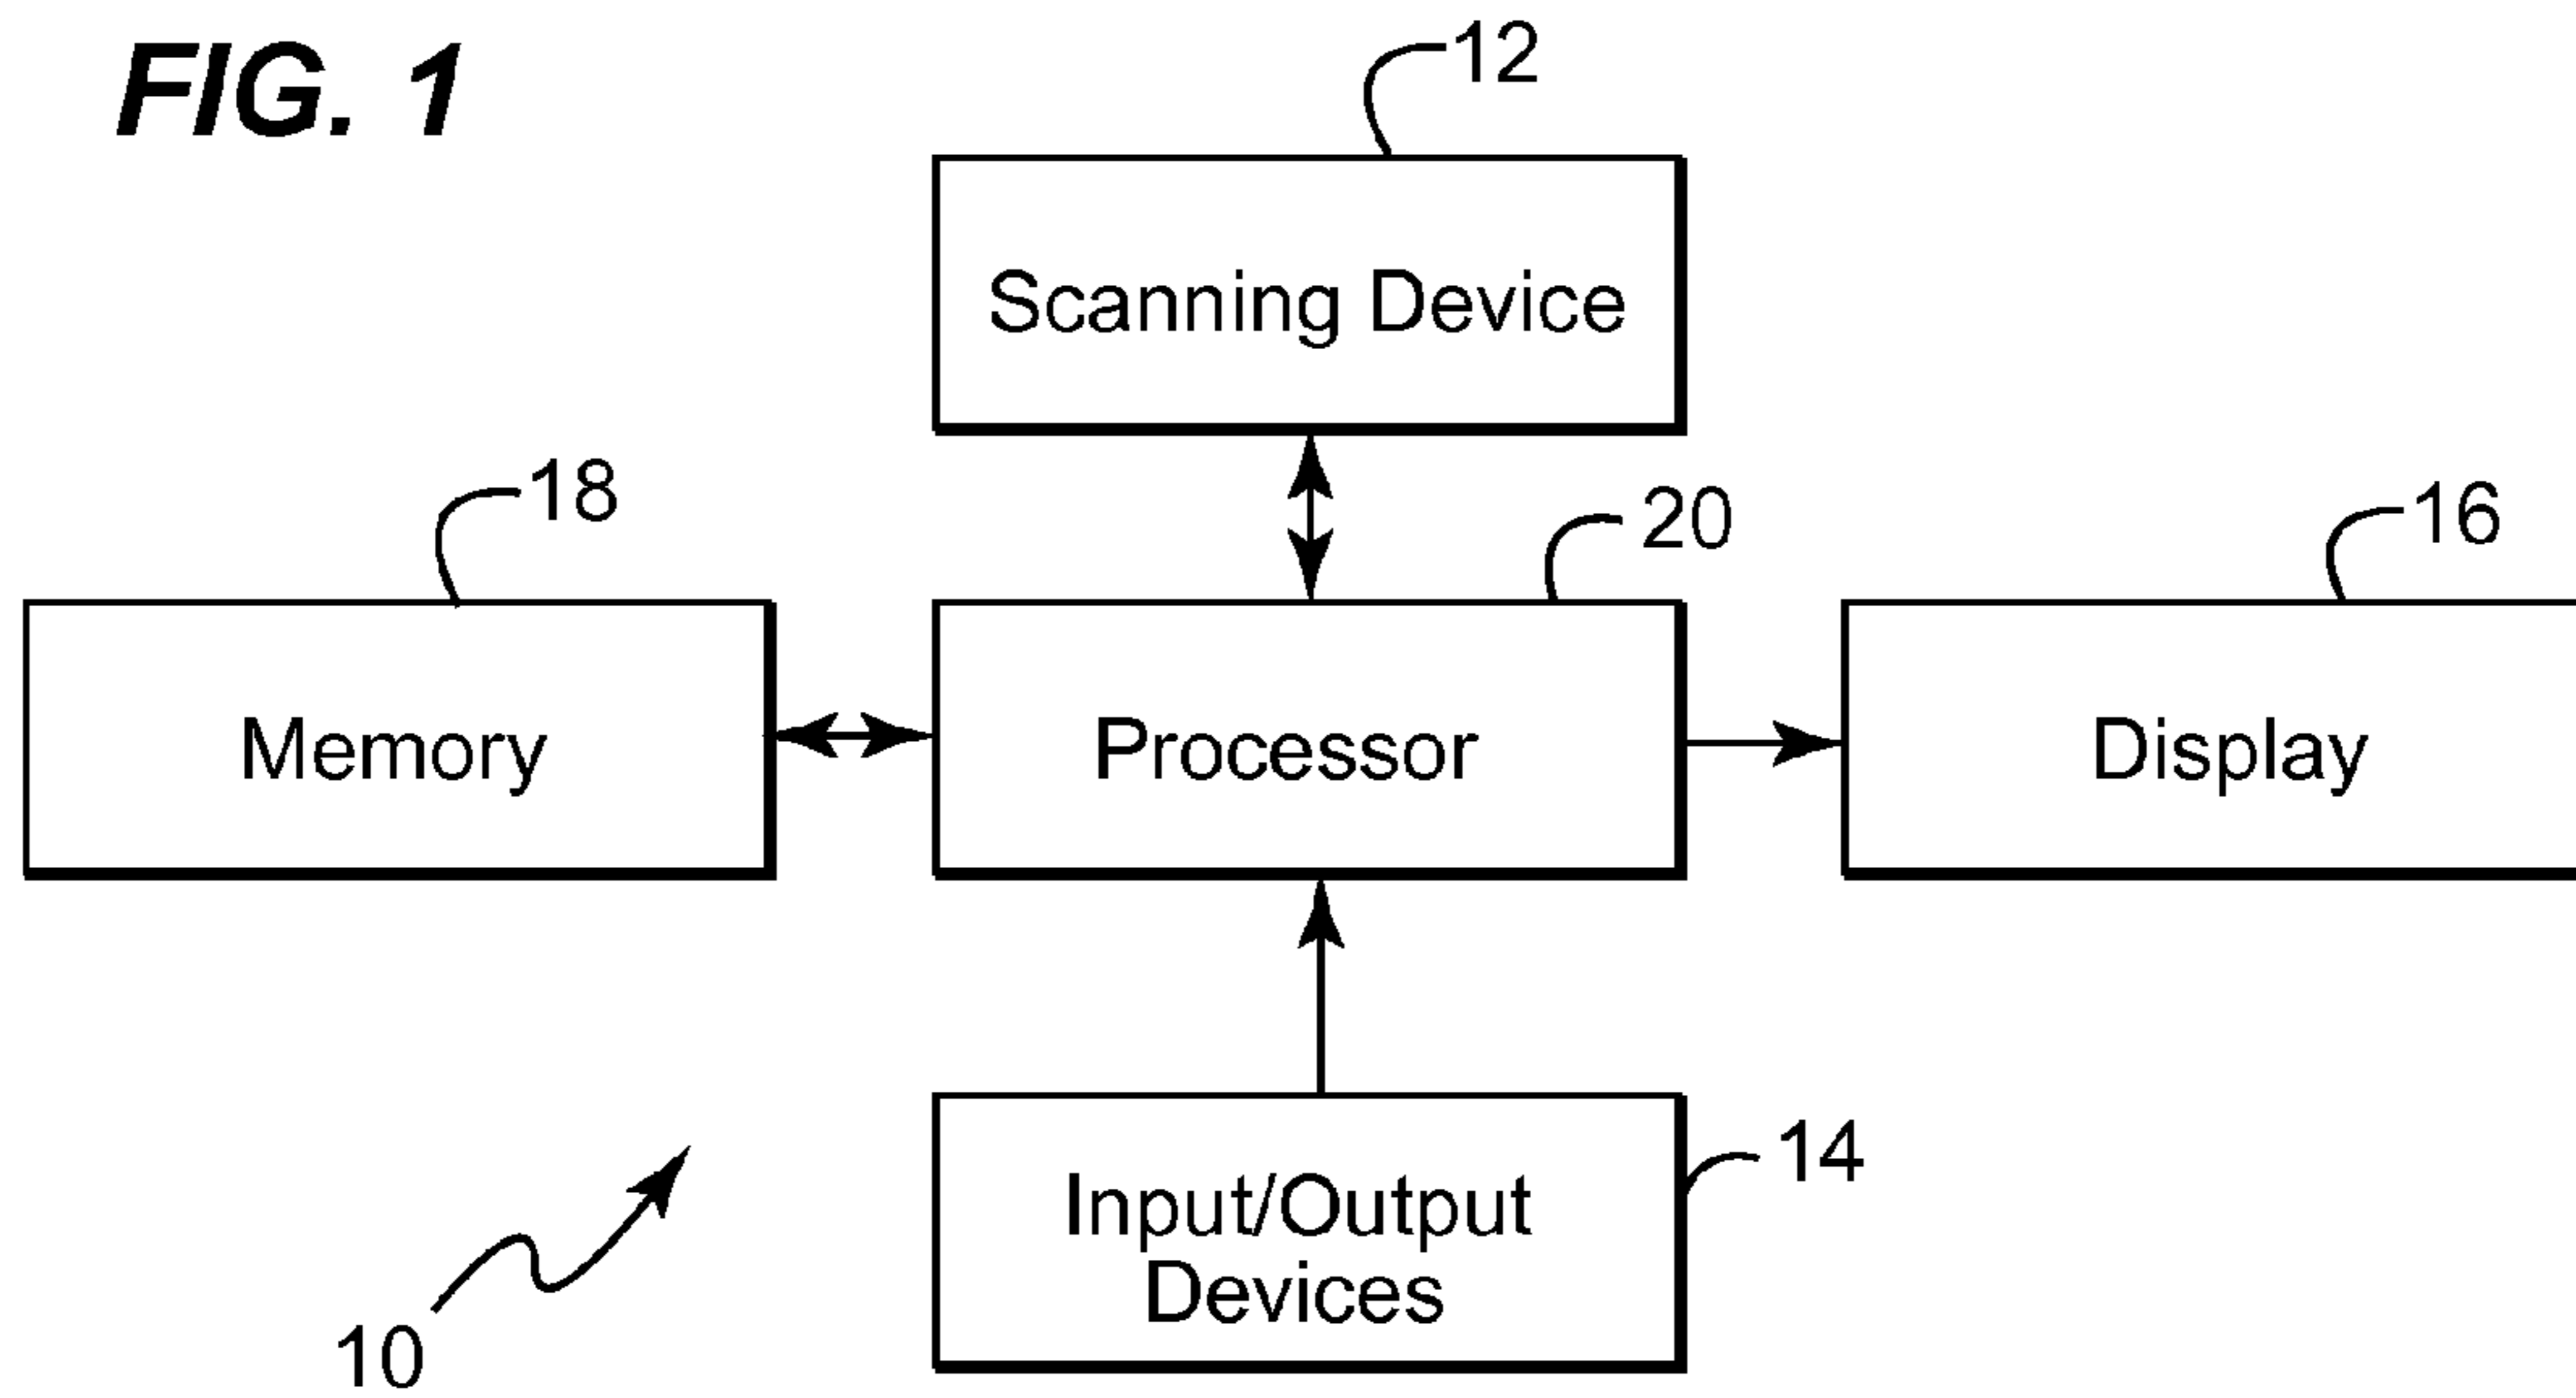 FIG. 1
12
Scanning Device
18
20
16
Memory
Processor
Display
14
Input/Output
Devices
10